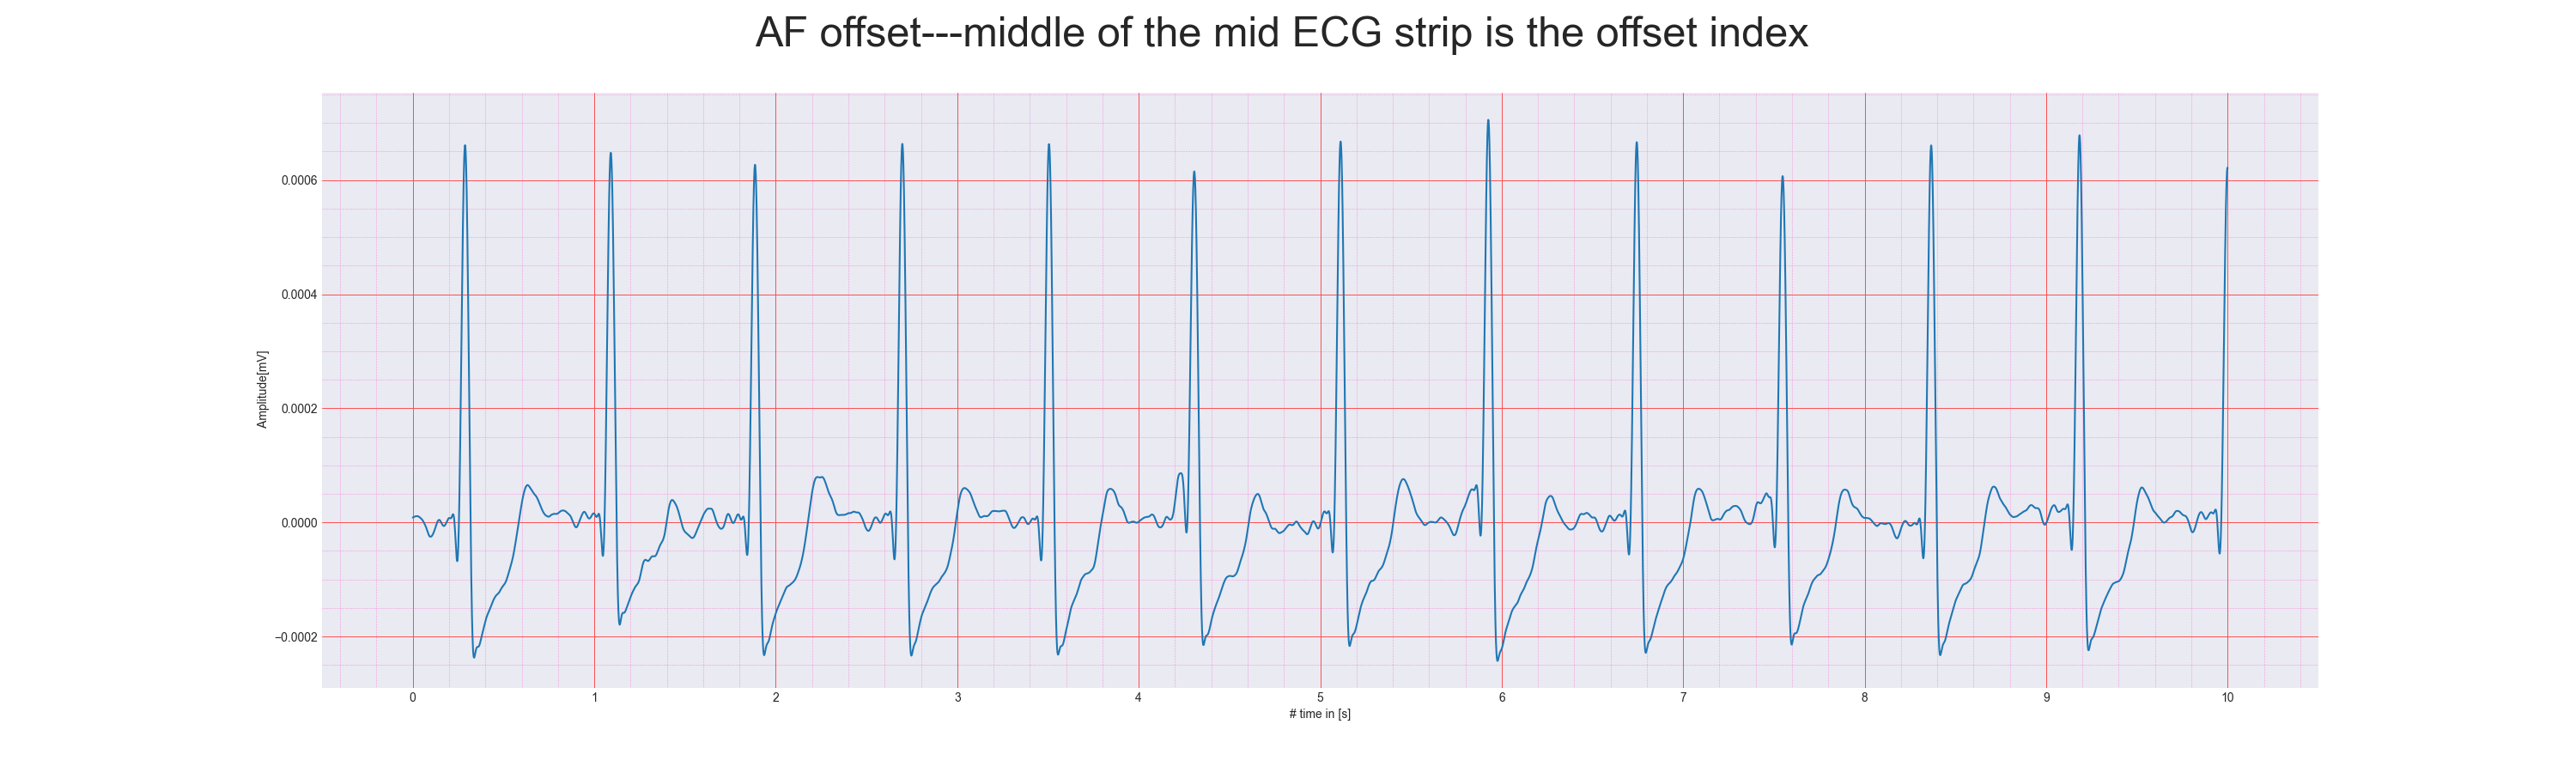 AF offset---middle of the mid ECG strip is the offset index
Amplitude[mV]
0.0006
0.0004
0.0002
0.0000
−0.0002
0 1 2 3 4 5 6 7 8 9 10
# time in [s]